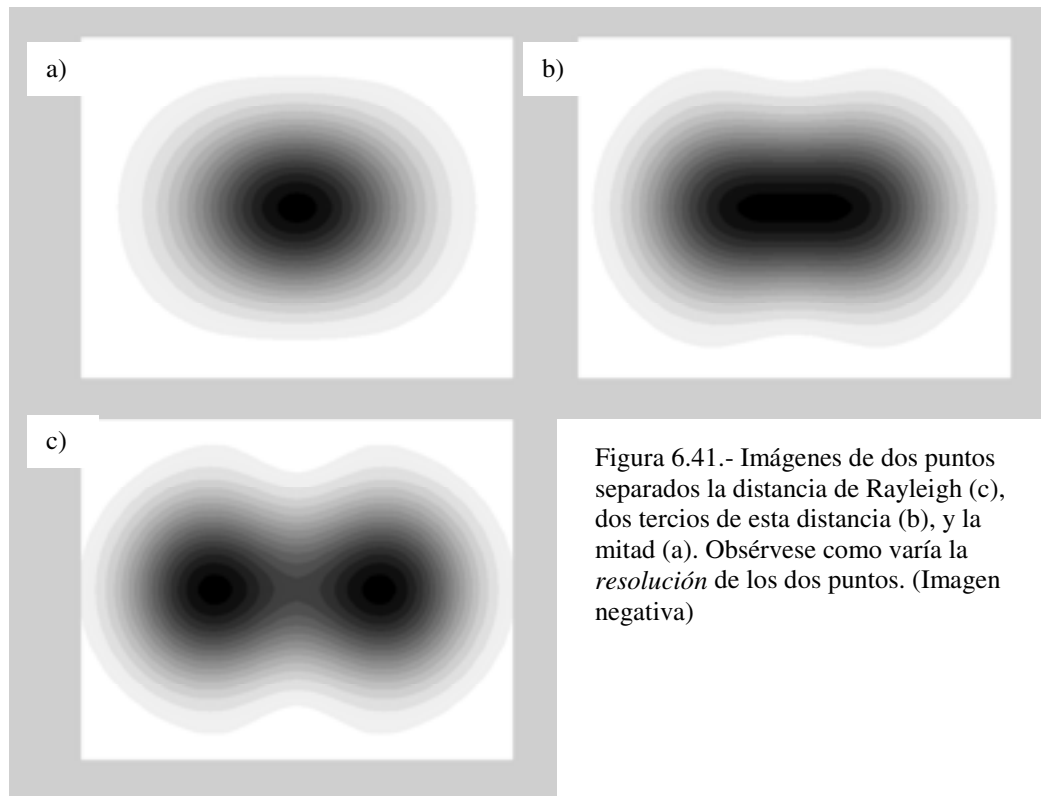 a)
b)
c)
Figura 6.41.- Imágenes de dos puntos
separados la distancia de Rayleigh (c),
dos tercios de esta distancia (b), y la
mitad (a). Obsérvese como varía la
resolución de los dos puntos. (Imagen
negativa)